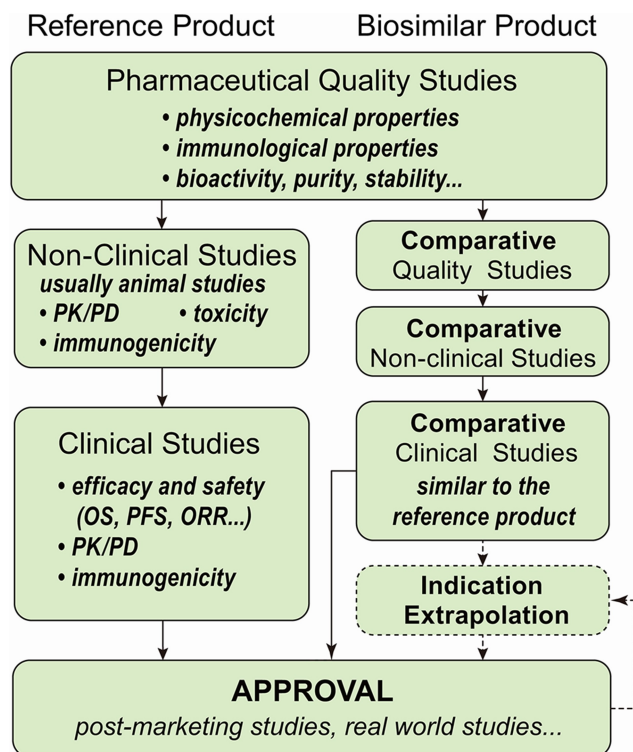 Reference Product
Biosimilar Product
Pharmaceutical Quality Studies
• physicochemical properties
• immunological properties
• bioactivity, purity, stability...
Non-Clinical Studies
usually animal studies
• PK/PD • toxicity
• immunogenicity
Clinical Studies
• efficacy and safety
(OS, PFS, ORR...)
• PK/PD
• immunogenicity
Comparative
Quality Studies
Comparative
Non-clinical Studies
Comparative
Clinical Studies
similar to the
reference product
Indication
Extrapolation
APPROVAL
post-marketing studies, real world studies...